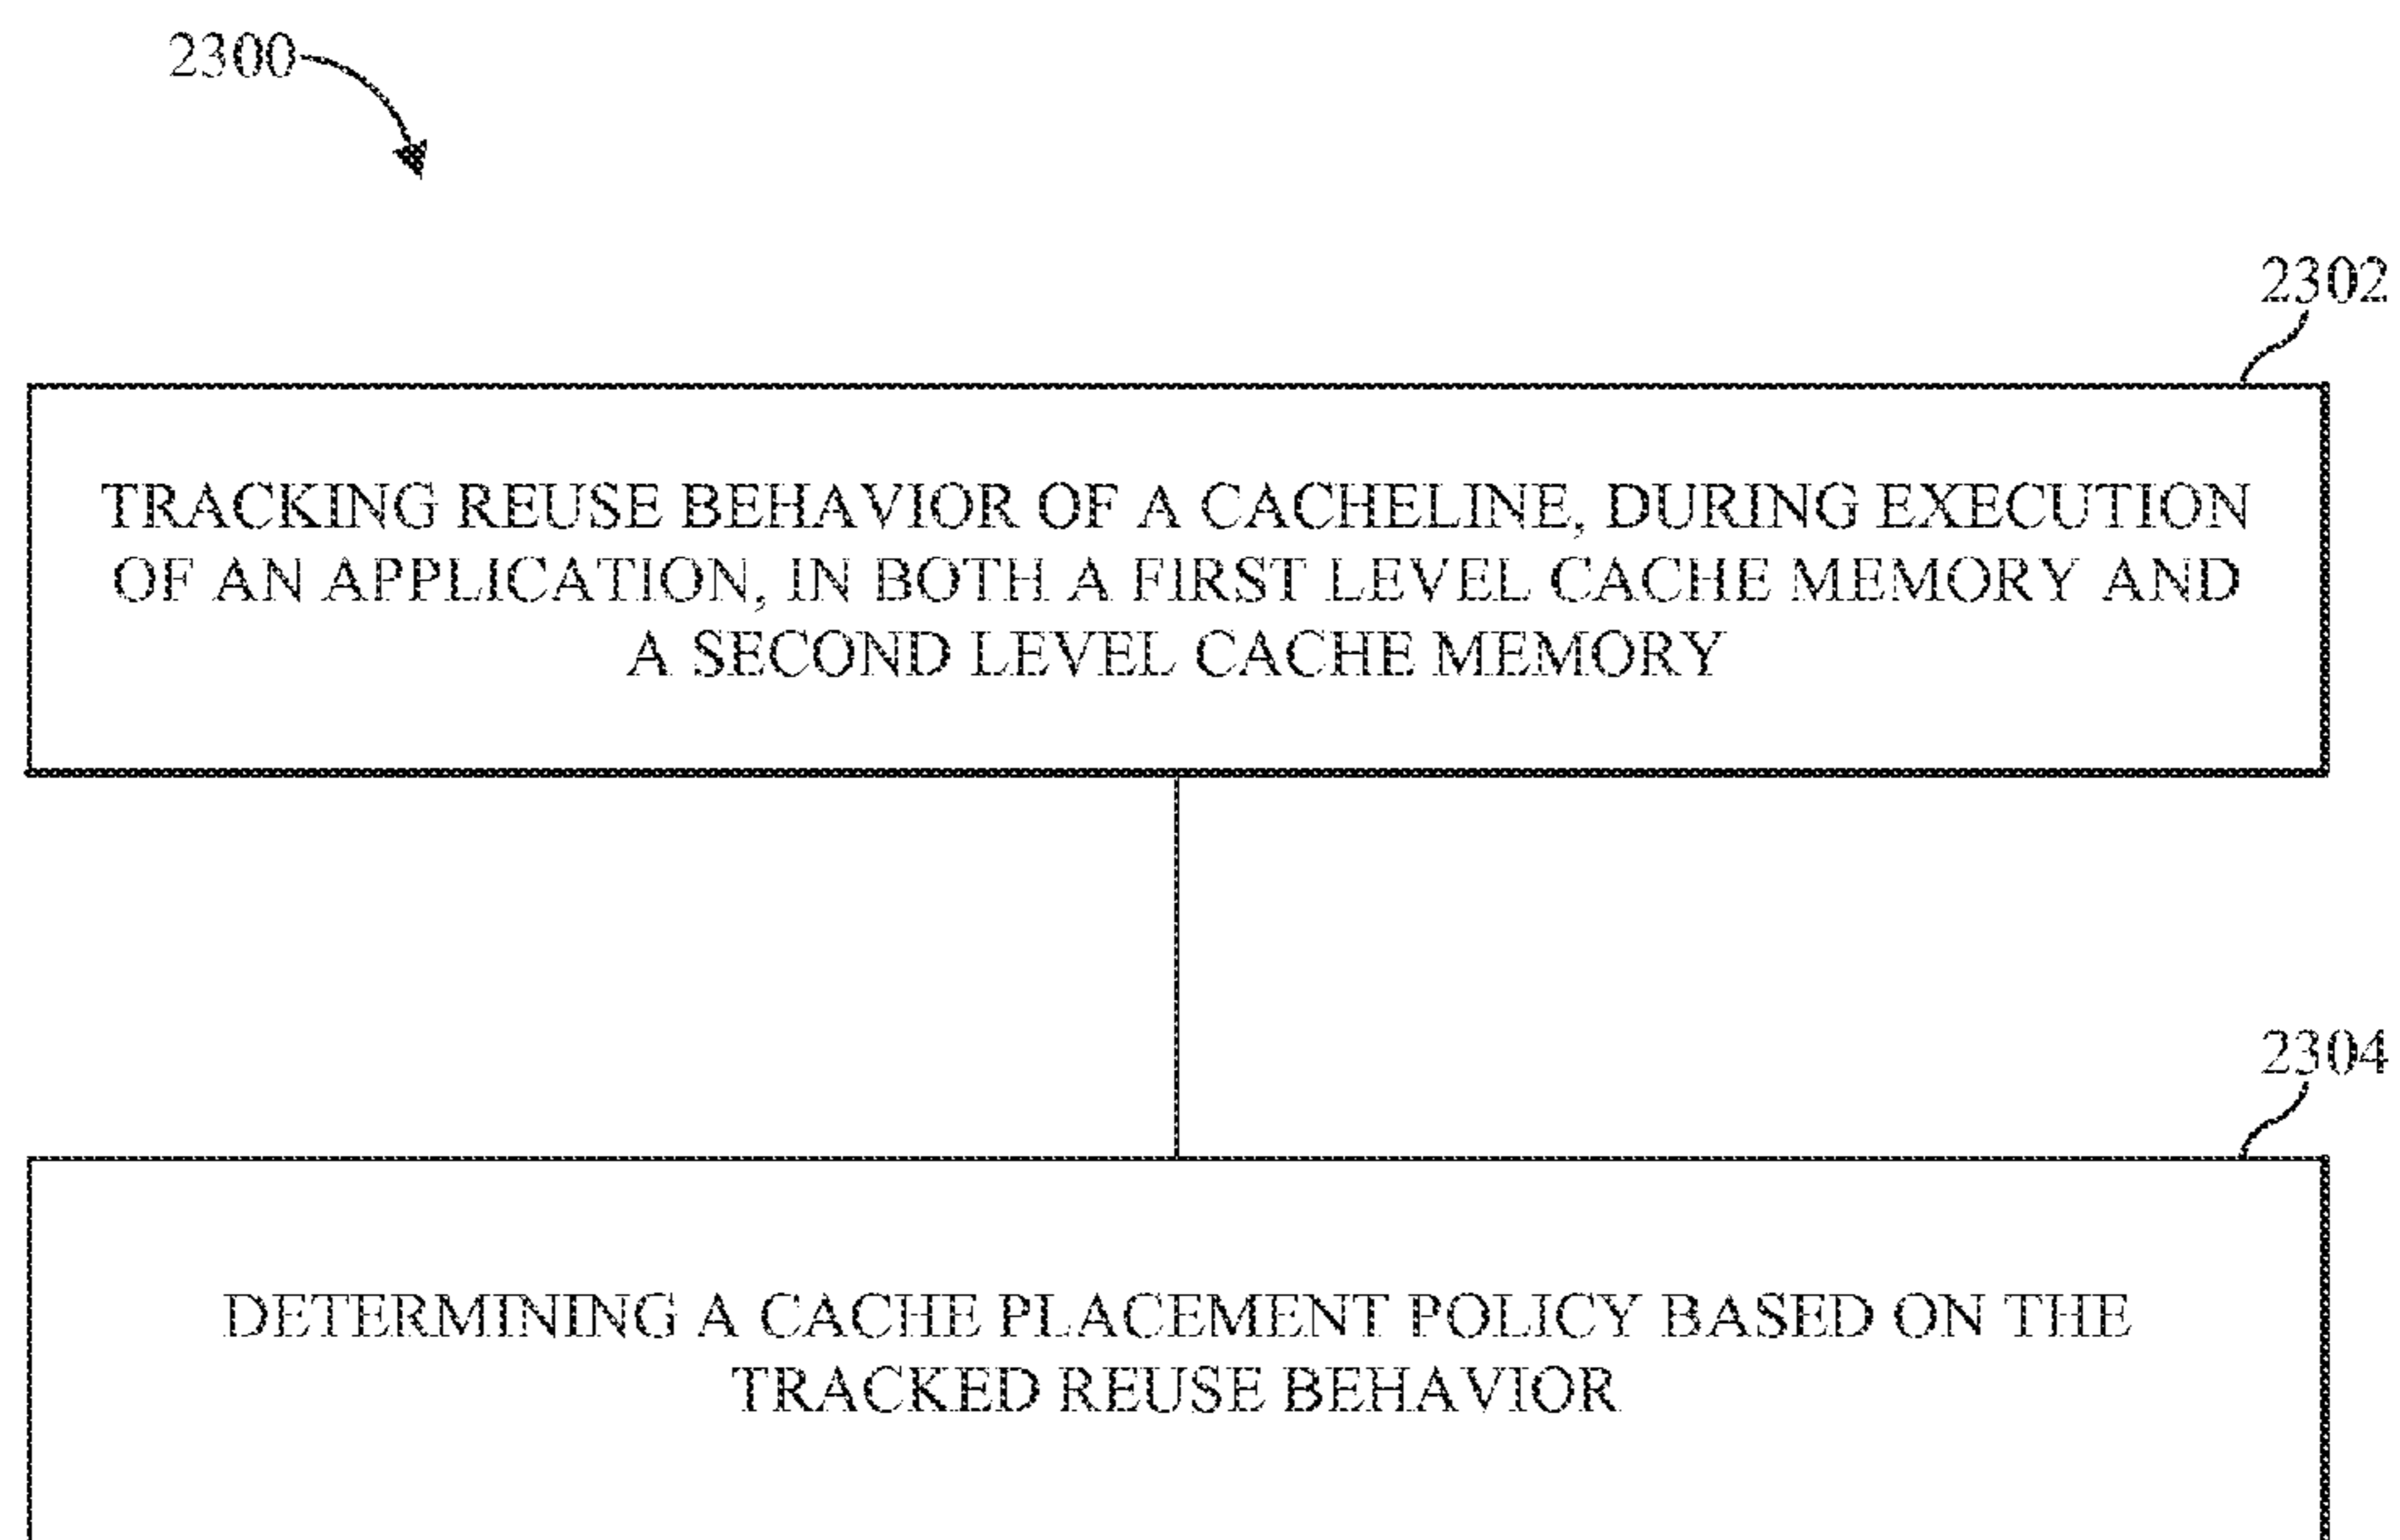 2300
2302
TRACKING REUSE BEHAVIOR OF A CACHELINE, DURING EXECUTION
OF AN APPLICATION, IN BOTH A FIRST LEVEL CACHE MEMORY AND
A SECOND LEVEL CACHE MEMORY
2304
DETERMINING A CACHE PLACEMENT POLICY BASED ON THE
TRACKED REUSE BEHAVIOR